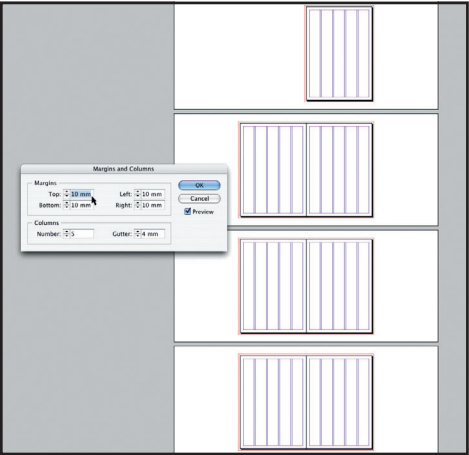 Margins and Columns
Margins
Top: 10 mm Left: 10 mm OK
Bottom: 10 mm Right: 10 mm Cancel
Preview
Columns
Number: 5 Gutter: 4 mm